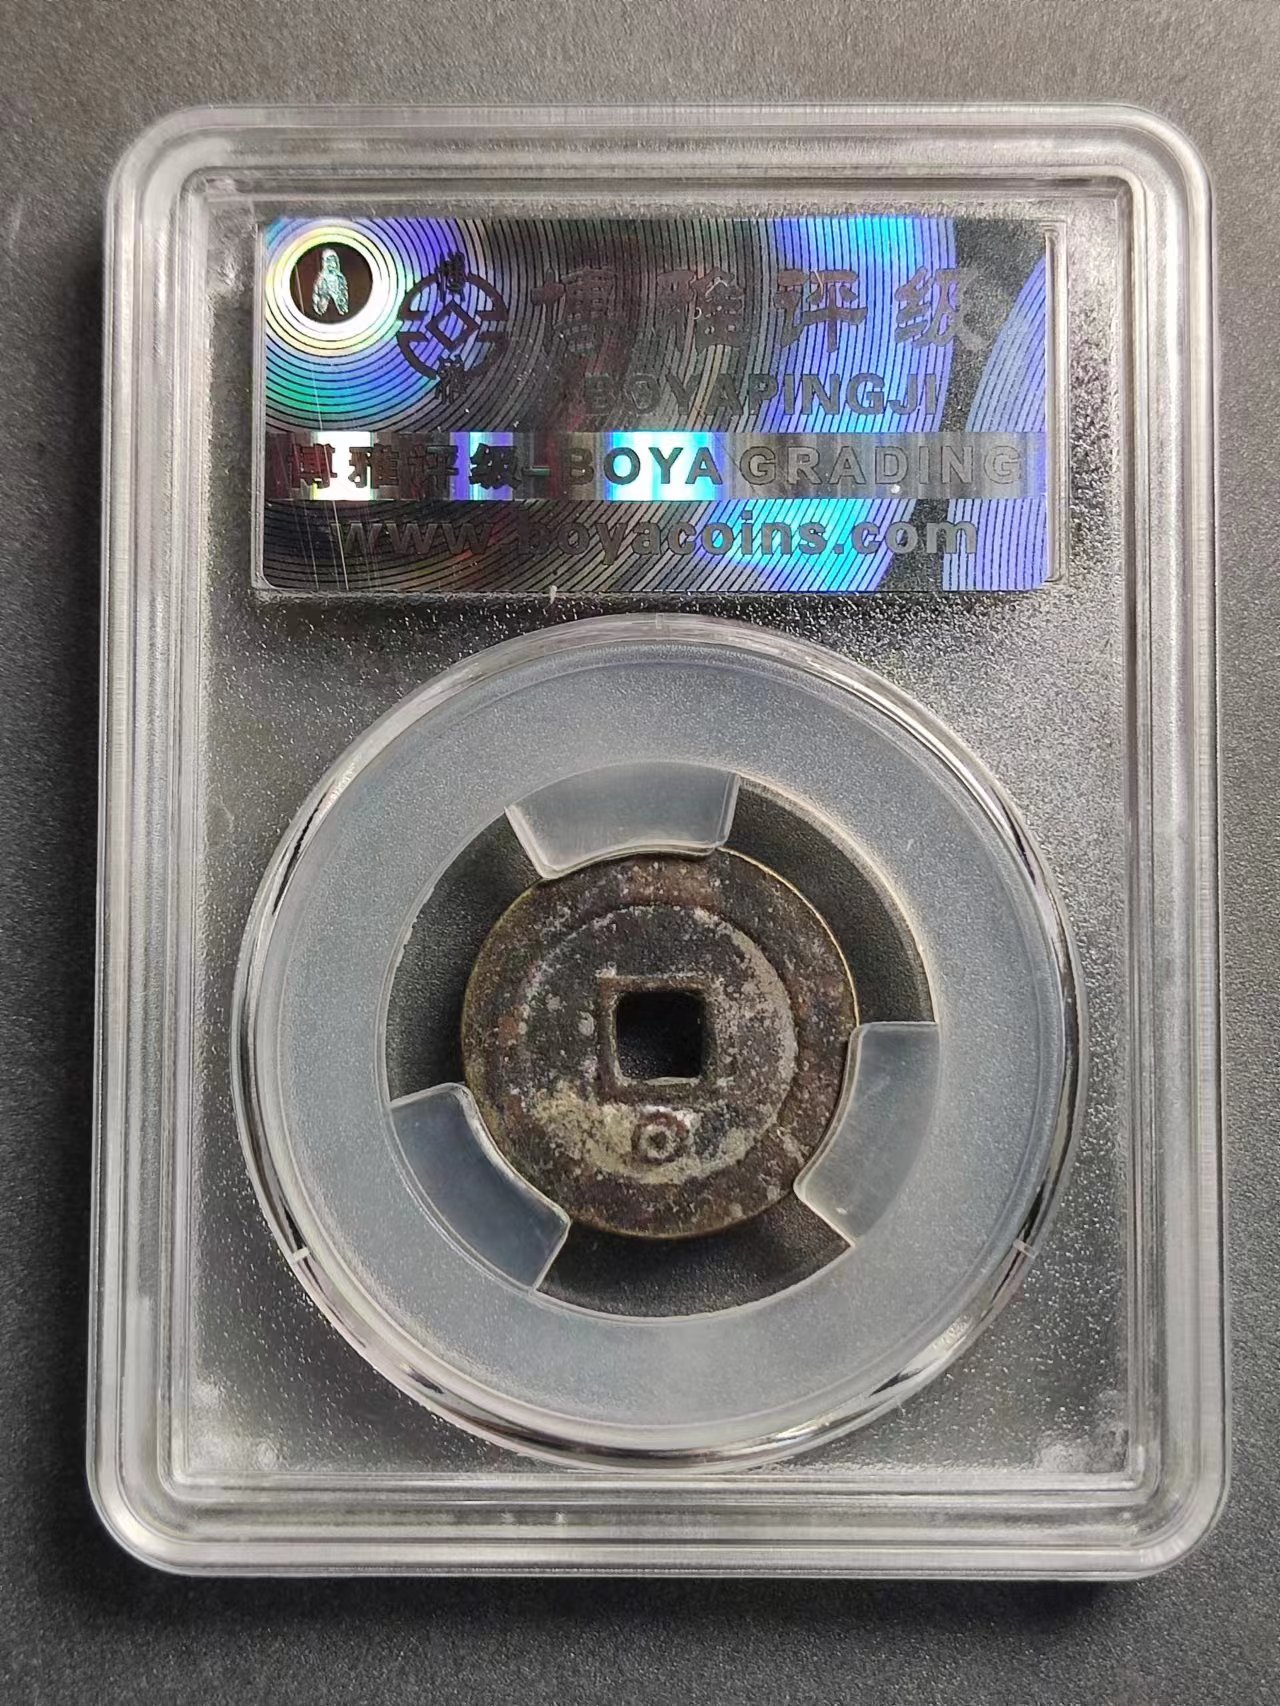 博雅评级
BOYAPINGJI
博雅评级-BOYA GRADING
www.boyacoins.com